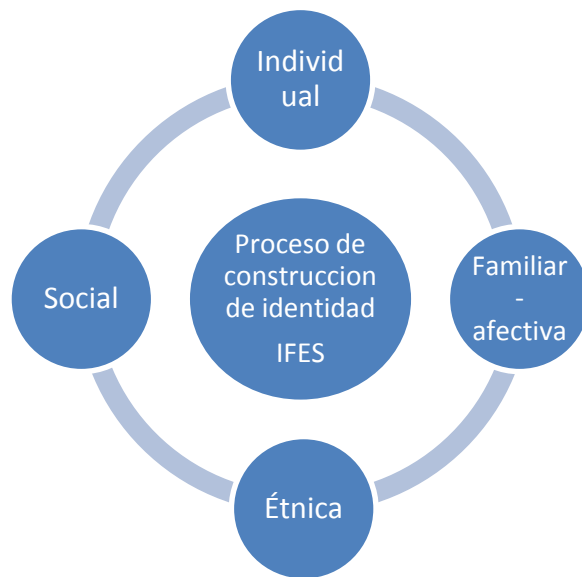 Individ
ual
Proceso de
construccion
de identidad
IFES
Familiar
-
afectiva
Social
Étnica